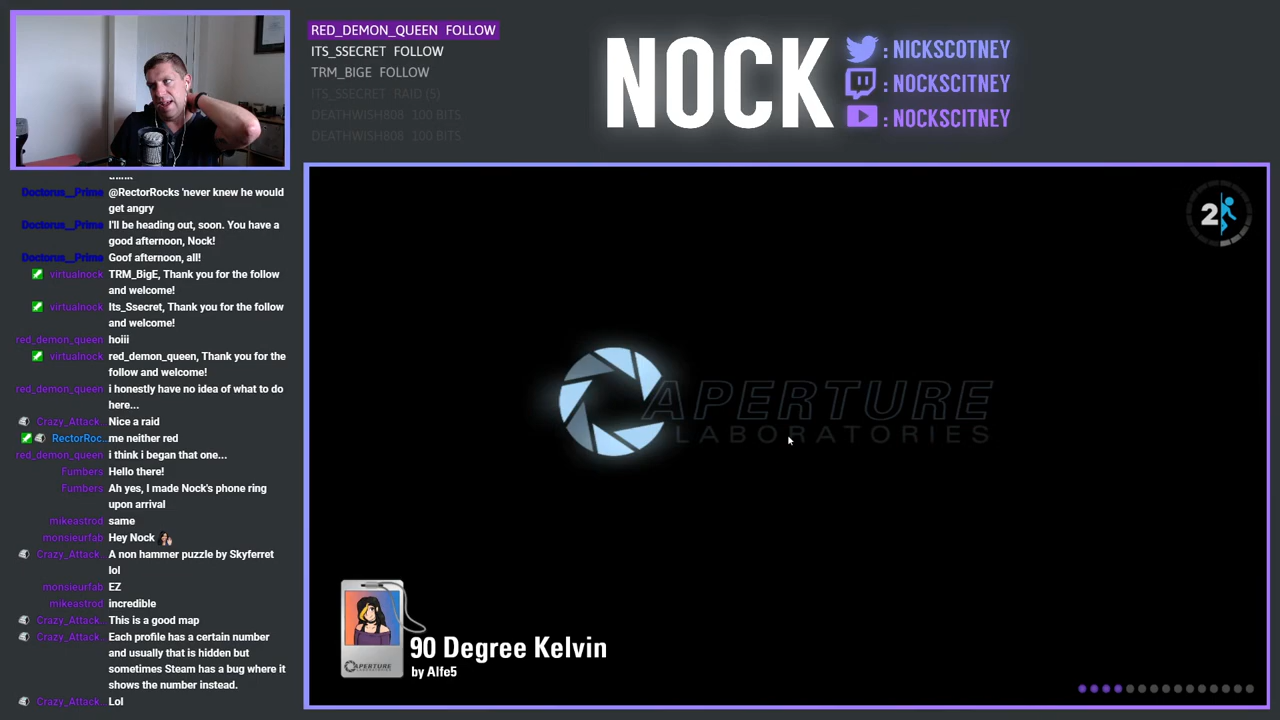 RED_DEMON_QUEEN FOLLOW
ITS_SSECRET FOLLOW
TRM_BIGE FOLLOW
ITS_SSECRET RAID (5)
DEATHWISH808 100 BITS
DEATHWISH808 100 BITS
NOCK
: NICKSCOTNEY
: NOCKSCITNEY
: NOCKSCITNEY
think
Doctorus__Prime @RectorRocks 'never knew he would
get angry
Doctorus__Prime I'll be heading out, soon. You have a
good afternoon, Nock!
Doctorus__Prime Goof afternoon, all!
virtualnock TRM_BigE, Thank you for the follow
and welcome!
virtualnock Its_Ssecret, Thank you for the follow
and welcome!
red_demon_queen hoiii
virtualnock red_demon_queen, Thank you for the
follow and welcome!
red_demon_queen i honestly have no idea of what to do
here...
Crazy_Attack.. Nice a raid
RectorRoc.. me neither red
red_demon_queen i think i began that one...
Fumbers Hello there!
Fumbers Ah yes, I made Nock's phone ring
upon arrival
mikeastrod same
monsieurfab Hey Nock
Crazy_Attack.. A non hammer puzzle by Skyferret
lol
monsieurfab EZ
mikeastrod incredible
Crazy_Attack.. This is a good map
Crazy_Attack.. Each profile has a certain number
and usually that is hidden but
sometimes Steam has a bug where it
shows the number instead.
Crazy_Attack.. Lol
2
APERTURE
LABORATORIES
APERTURE
90 Degree Kelvin
by Alfe5